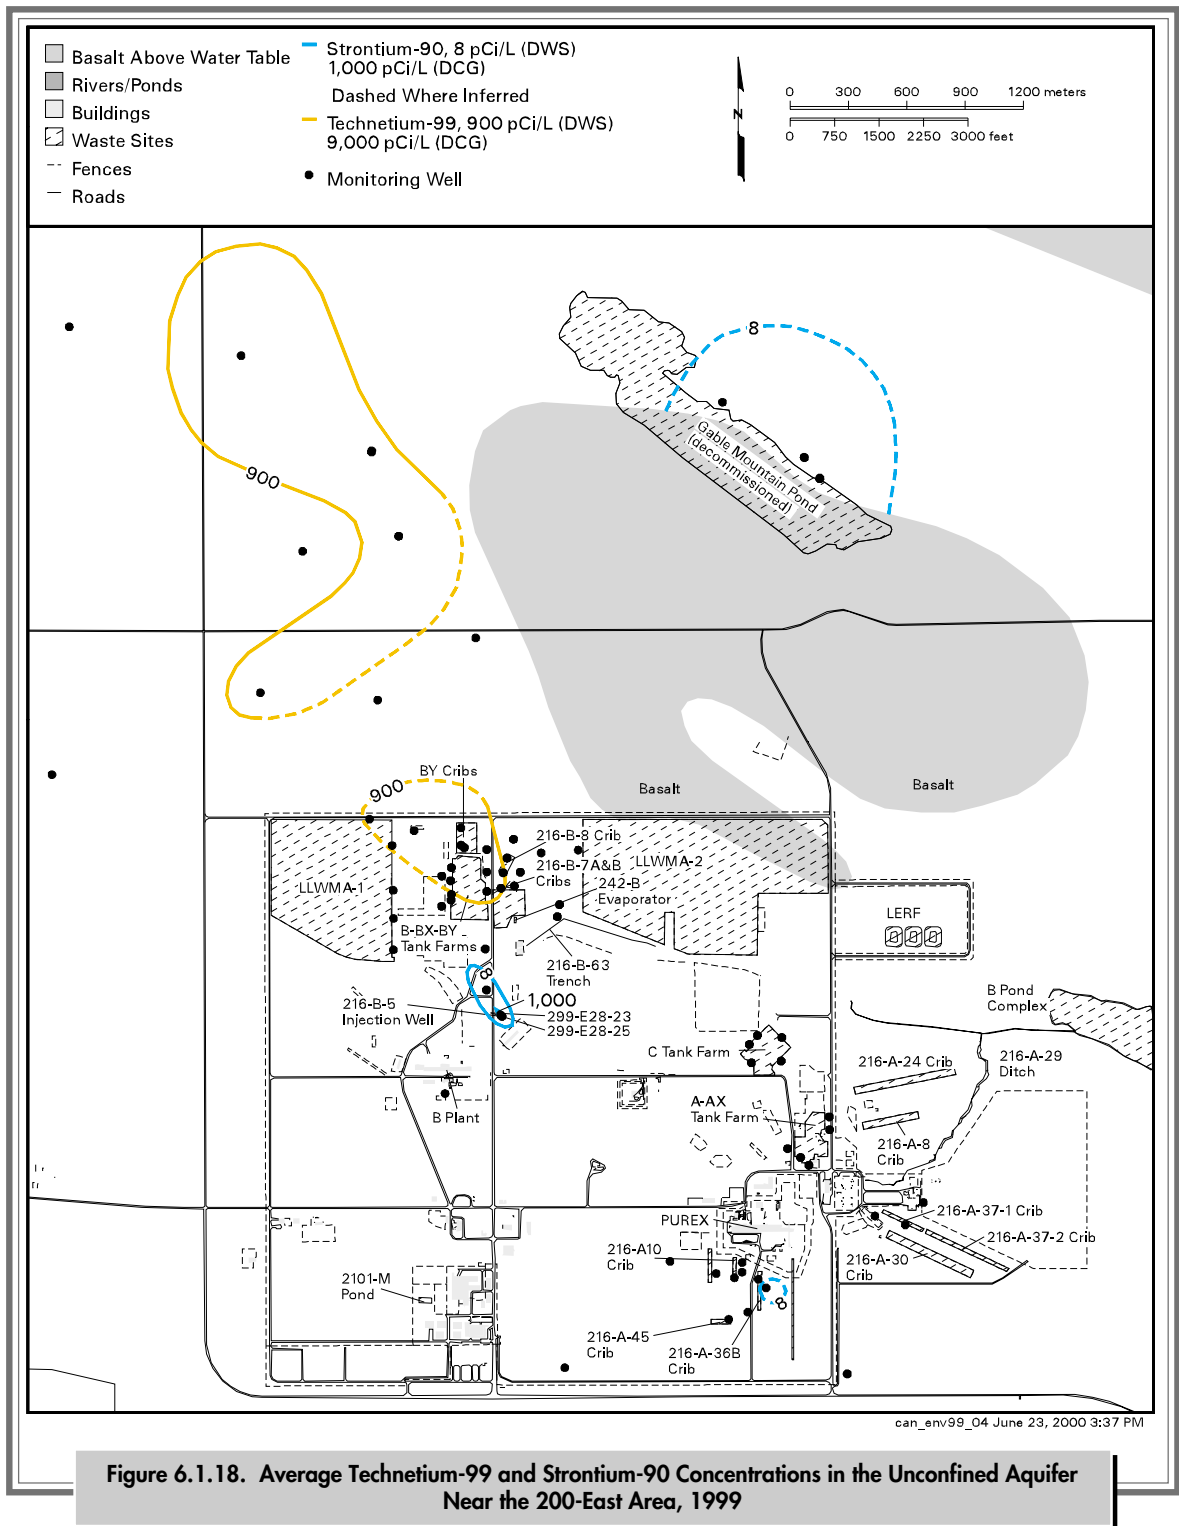 Basalt Above Water Table
Rivers/Ponds
Buildings
Waste Sites
Fences
Roads
Strontium-90, 8 pCi/L (DWS)
1,000 pCi/L (DCG)
Dashed Where Inferred
Technetium-99, 900 pCi/L (DWS)
9,000 pCi/L (DCG)
Monitoring Well
N
0 300 600 900 1200 meters
0 750 1500 2250 3000 feet
8
900
Gable Mountain Pond
(decommissioned)
Basalt
Basalt
BY Cribs
900
216-B-8 Crib
216-B-7A&B
Cribs
LLWMA-2
LLWMA-1
242-B
Evaporator
LERF
B-BX-BY
Tank Farms
216-B-63
Trench
8
1,000
216-B-5
Injection Well
299-E28-23
299-E28-25
B Pond
Complex
C Tank Farm
216-A-24 Crib
216-A-29
Ditch
A-AX
Tank Farm
B Plant
216-A-8
Crib
PUREX
216-A-37-1 Crib
216-A-37-2 Crib
216-A10
Crib
216-A-30
Crib
2101-M
Pond
8
216-A-45
Crib
216-A-36B
Crib
can_env99_04 June 23, 2000 3:37 PM
Figure 6.1.18. Average Technetium-99 and Strontium-90 Concentrations in the Unconfined Aquifer
Near the 200-East Area, 1999